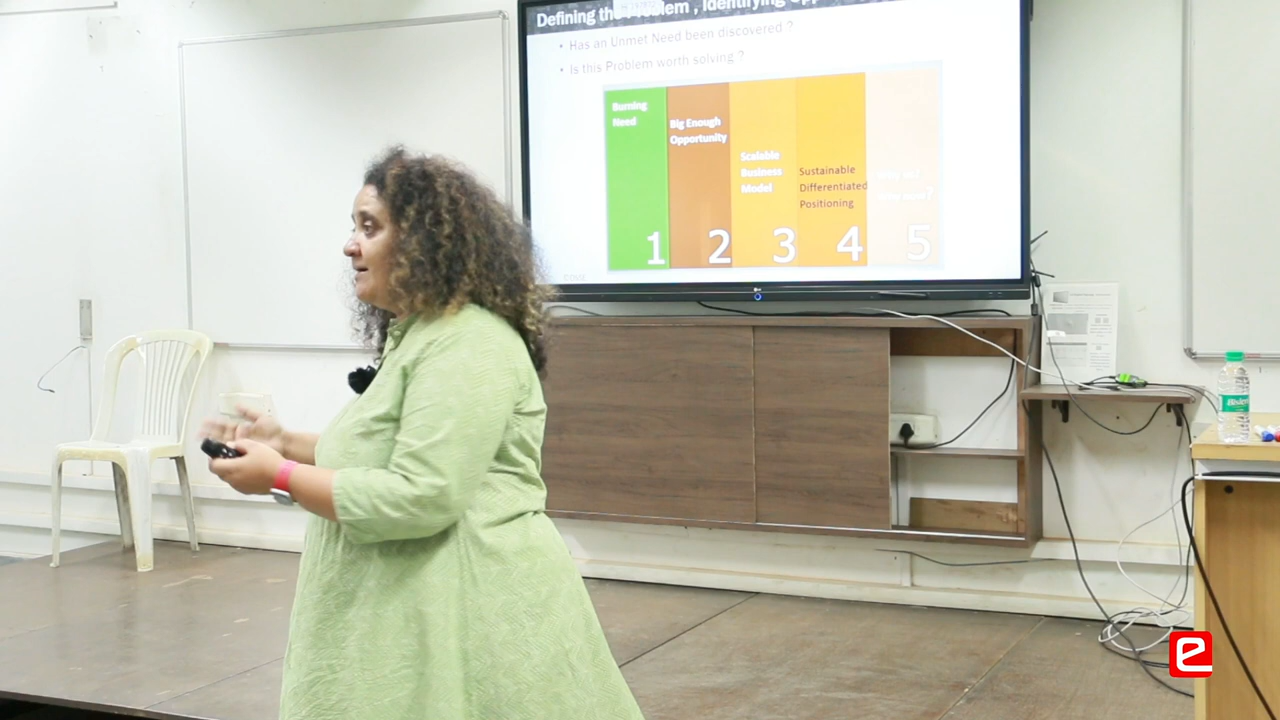 Defining the Problem , Identifying
• Has an Unmet Need been discovered ?
• Is this Problem worth solving ?
Burning
Need
1
Big Enough
Opportunity
2
Scalable
Business
Model
3
Sustainable
Differentiated
Positioning
4
5
Bisleri
e